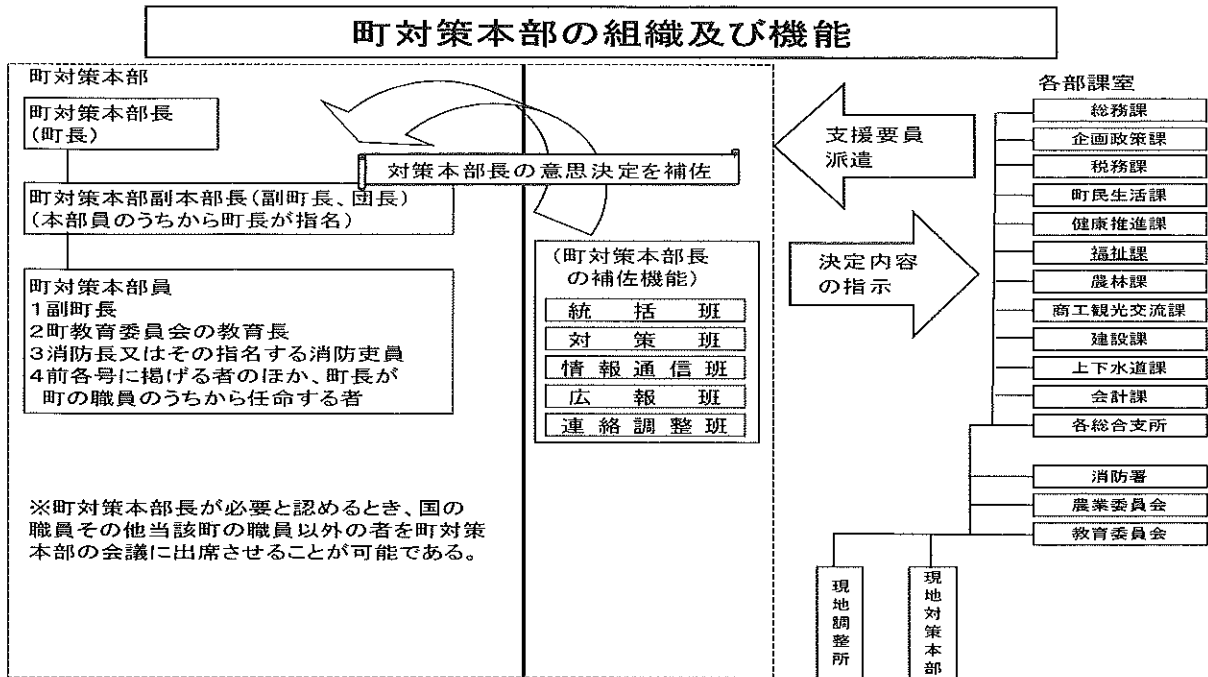 町対策本部の組織及び機能
町対策本部
町対策本部長
(町長)
町対策本部副本部長(副町長、団長)
(本部員のうちから町長が指名)
町対策本部員
1副町長
2町教育委員会の教育長
3消防長又はその指名する消防吏員
4前各号に掲げる者のほか、町長が
町の職員のうちから任命する者
※町対策本部長が必要と認めるとき、国の
職員その他当該町の職員以外の者を町対策
本部の会議に出席させることが可能である。
対策本部長の意思決定を補佐
(町対策本部長
の補佐機能)
統括班
対策班
情報通信班
広報班
連絡調整班
支援要員
派遣
決定内容
の指示
各部課室
総務課
企画政策課
税務課
町民生活課
健康推進課
福祉課
農林課
商工観光交流課
建設課
上下水道課
会計課
各総合支所
消防署
農業委員会
教育委員会
現地調整所
現地対策本部